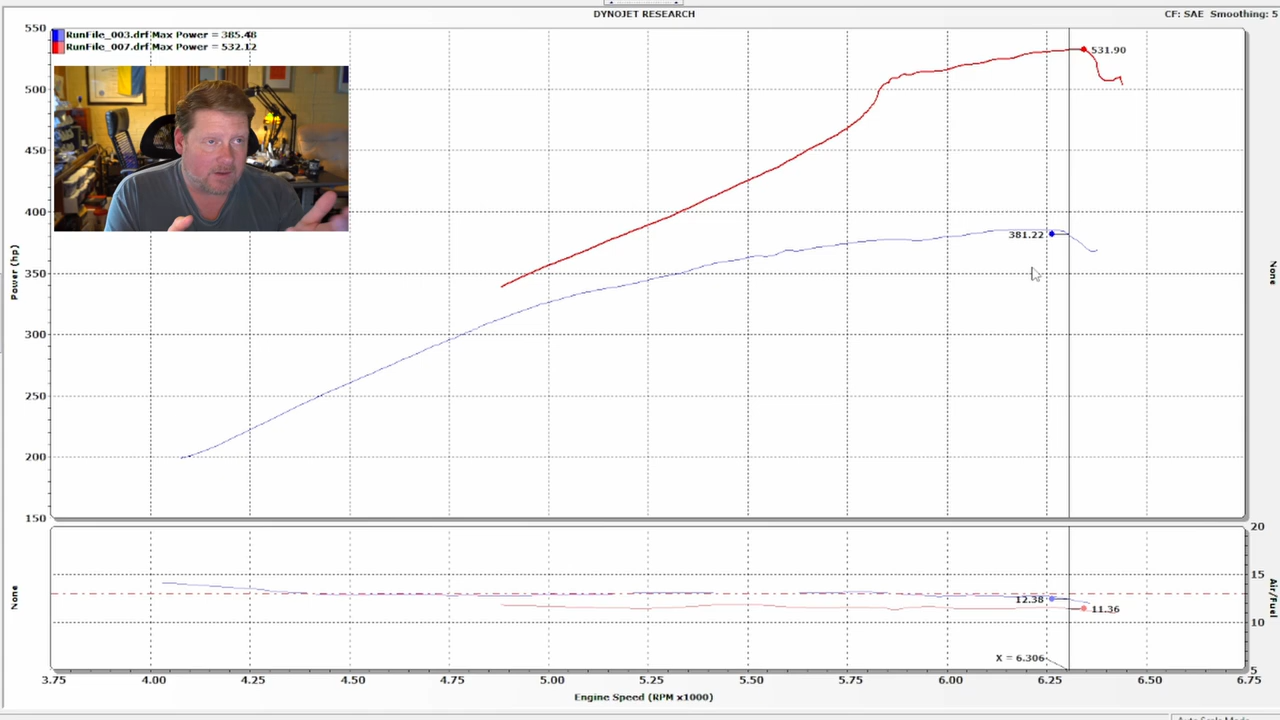 DYNOJET RESEARCH
CF: SAE Smoothing: 5
RunFile_003.drf Max Power = 385.48
RunFile_007.drf Max Power = 532.12
550
500
450
400
350
300
250
200
150
Power (hp)
None
531.90
381.22
None
20
15
10
5
Air/Fuel
12.38
11.36
X = 6.306
3.75 4.00 4.25 4.50 4.75 5.00 5.25 5.50 5.75 6.00 6.25 6.50 6.75
Engine Speed (RPM x1000)